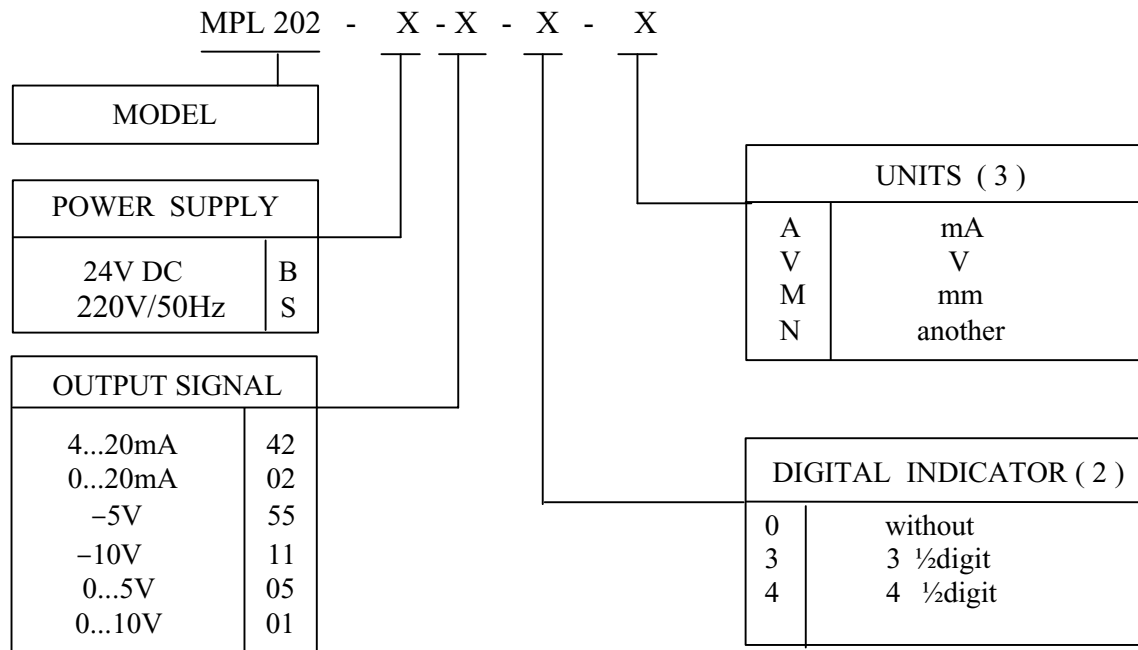 MPL 202 - X - X - X - X
MODEL
POWER SUPPLY
24V DC B
220V/50Hz S
OUTPUT SIGNAL
4...20mA 42
0...20mA 02
–5V 55
–10V 11
0...5V 05
0...10V 01
UNITS ( 3 )
A mA
V V
M mm
N another
DIGITAL INDICATOR ( 2 )
0 without
3 3 ½digit
4 4 ½digit